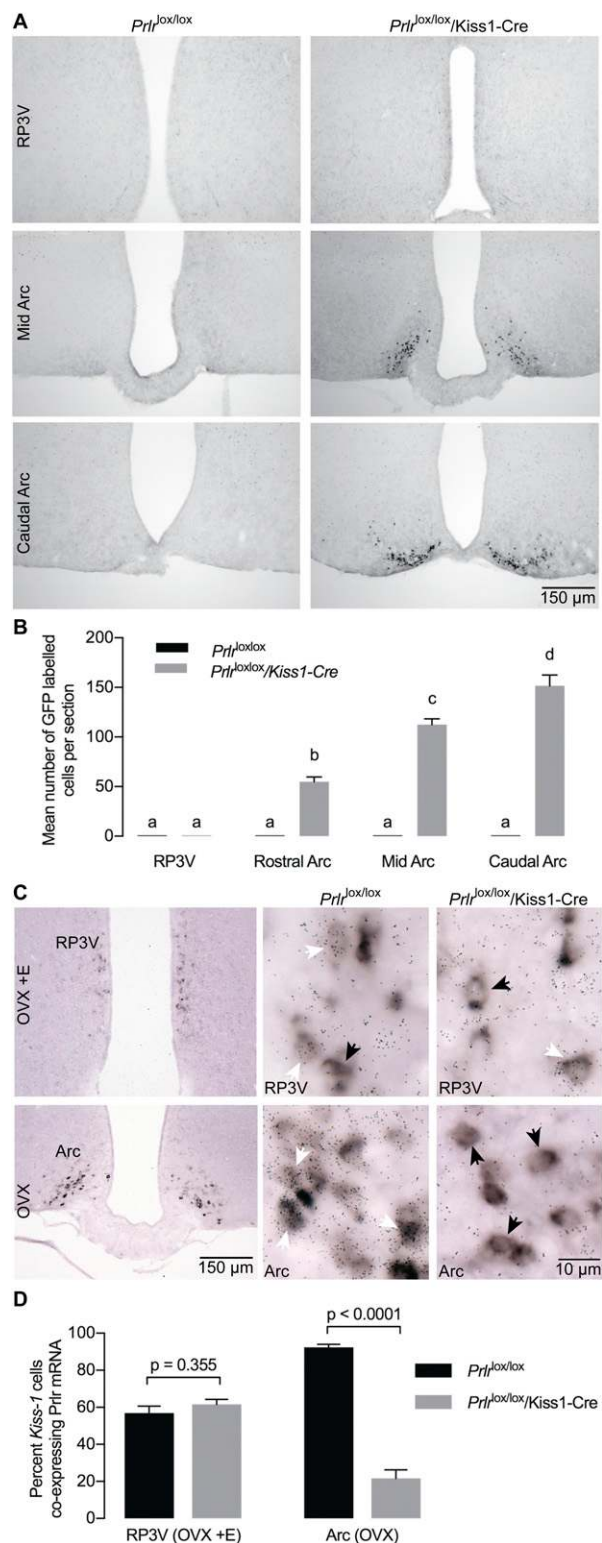 A
Prlr lox/lox
Prlr lox/lox/Kiss1-Cre
RP3V
Mid Arc
Caudal Arc
150 µm
B
Mean number of GFP labelled
cells per section
200
150
100
50
0
Prlr loxlox
Prlr loxlox/Kiss1-Cre
a a a b a c a d
RP3V Rostral Arc Mid Arc Caudal Arc
C
Prlr lox/lox
Prlr lox/lox/Kiss1-Cre
OVX +E
RP3V
RP3V
RP3V
OVX
Arc
150 µm
Arc
Arc
10 µm
D
Percent Kiss-1 cells
co-expressing Prlr mRNA
100
80
60
40
20
0
p = 0.355
p < 0.0001
Prlr lox/lox
Prlr lox/lox/Kiss1-Cre
RP3V (OVX +E) Arc (OVX)